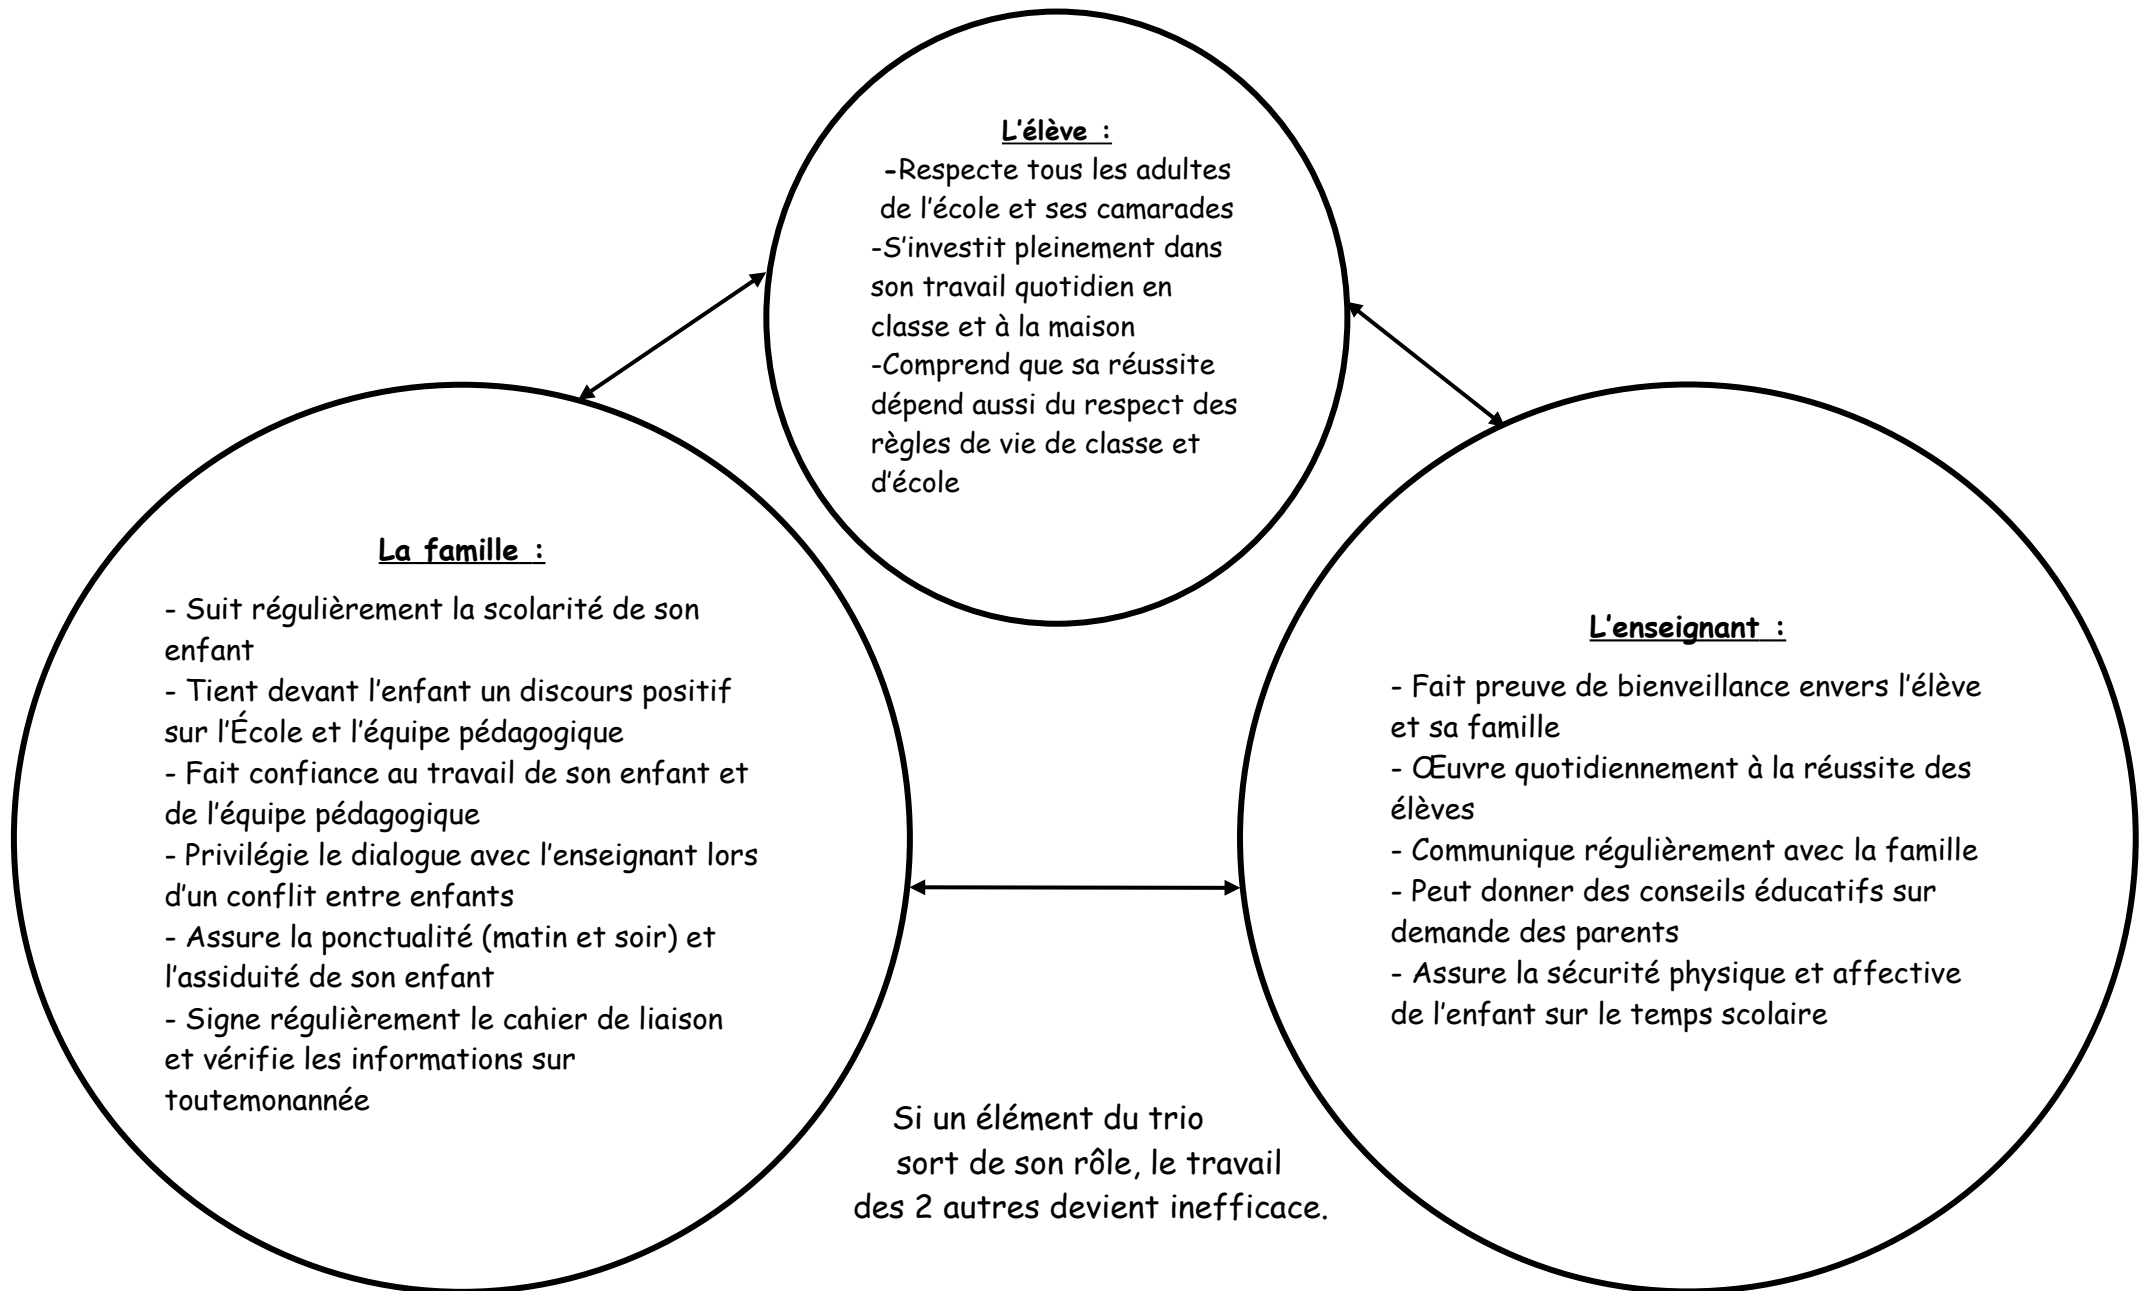 L'élève :
-Respecte tous les adultes
de l'école et ses camarades
-S'investit pleinement dans
son travail quotidien en
classe et à la maison
-Comprend que sa réussite
dépend aussi du respect des
règles de vie de classe et
d'école
La famille :
- Suit régulièrement la scolarité de son
enfant
- Tient devant l'enfant un discours positif
sur l'École et l'équipe pédagogique
- Fait confiance au travail de son enfant et
de l'équipe pédagogique
- Privilégie le dialogue avec l'enseignant lors
d'un conflit entre enfants
- Assure la ponctualité (matin et soir) et
l'assiduité de son enfant
- Signe régulièrement le cahier de liaison
et vérifie les informations sur
toutemonannée
L'enseignant :
- Fait preuve de bienveillance envers l'élève
et sa famille
- Œuvre quotidiennement à la réussite des
élèves
- Communique régulièrement avec la famille
- Peut donner des conseils éducatifs sur
demande des parents
- Assure la sécurité physique et affective
de l'enfant sur le temps scolaire
Si un élément du trio
sort de son rôle, le travail
des 2 autres devient inefficace.